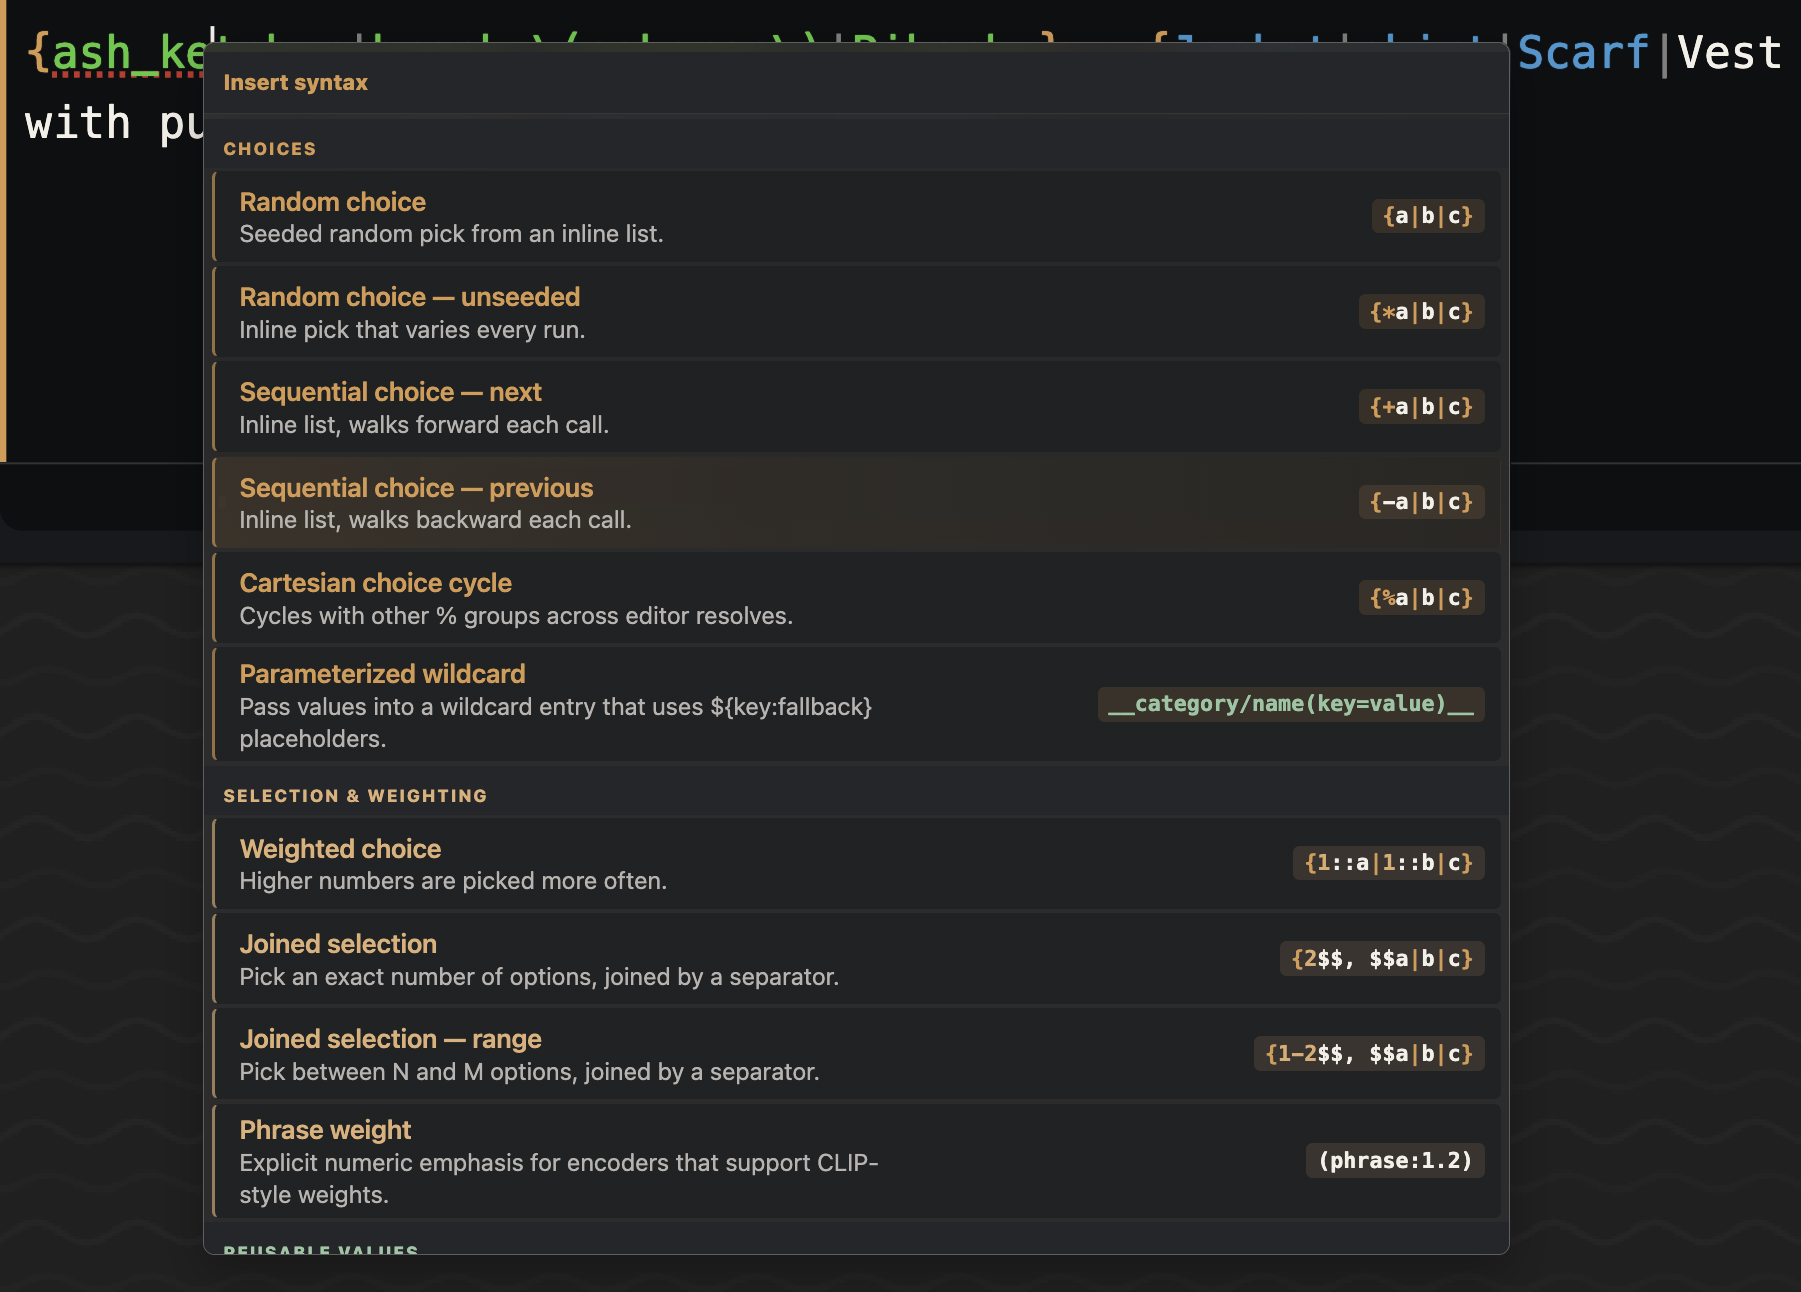 {ash_ke
|Scarf|Vest
with pu
Insert syntax
CHOICES
Random choice
Seeded random pick from an inline list.
{a|b|c}
Random choice — unseeded
Inline pick that varies every run.
{*a|b|c}
Sequential choice — next
Inline list, walks forward each call.
{+a|b|c}
Sequential choice — previous
Inline list, walks backward each call.
{-a|b|c}
Cartesian choice cycle
Cycles with other % groups across editor resolves.
{%a|b|c}
Parameterized wildcard
Pass values into a wildcard entry that uses ${key:fallback}
placeholders.
__category/name(key=value)__
SELECTION & WEIGHTING
Weighted choice
Higher numbers are picked more often.
{1::a|1::b|c}
Joined selection
Pick an exact number of options, joined by a separator.
{2$$, $$a|b|c}
Joined selection — range
Pick between N and M options, joined by a separator.
{1-2$$, $$a|b|c}
Phrase weight
Explicit numeric emphasis for encoders that support CLIP-
style weights.
(phrase:1.2)
REUSABLE VALUES